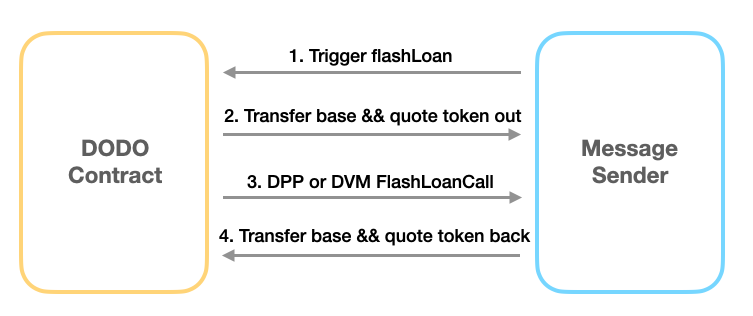 1. Trigger flashLoan
2. Transfer base && quote token out
DODO
Contract
Message
Sender
3. DPP or DVM FlashLoanCall
4. Transfer base && quote token back